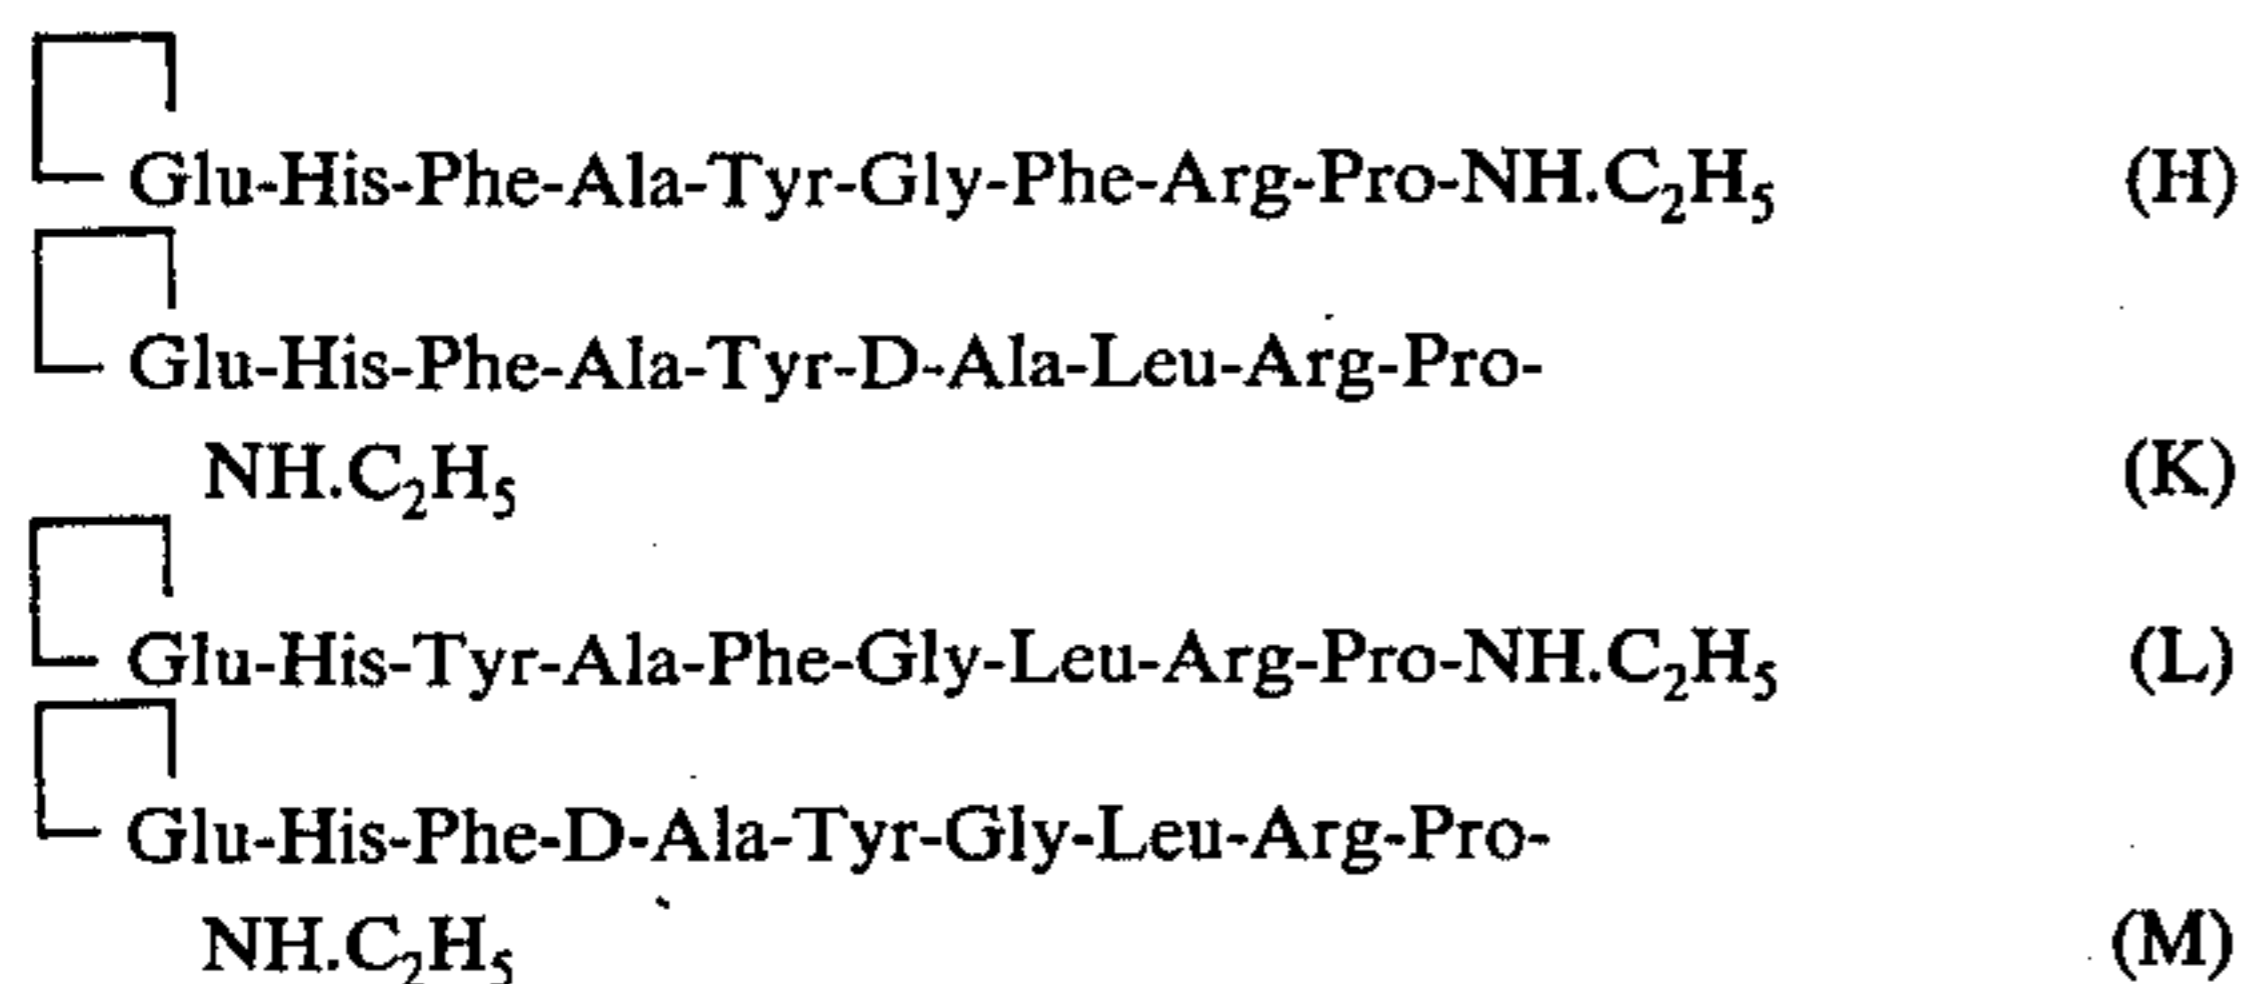 Glu-His-Phe-Ala-Tyr-Gly-Phe-Arg-Pro-NH.C₂H₅ (H)
Glu-His-Phe-Ala-Tyr-D-Ala-Leu-Arg-Pro-
NH.C₂H₅ (K)
Glu-His-Tyr-Ala-Phe-Gly-Leu-Arg-Pro-NH.C₂H₅ (L)
Glu-His-Phe-D-Ala-Tyr-Gly-Leu-Arg-Pro-
NH.C₂H₅ (M)